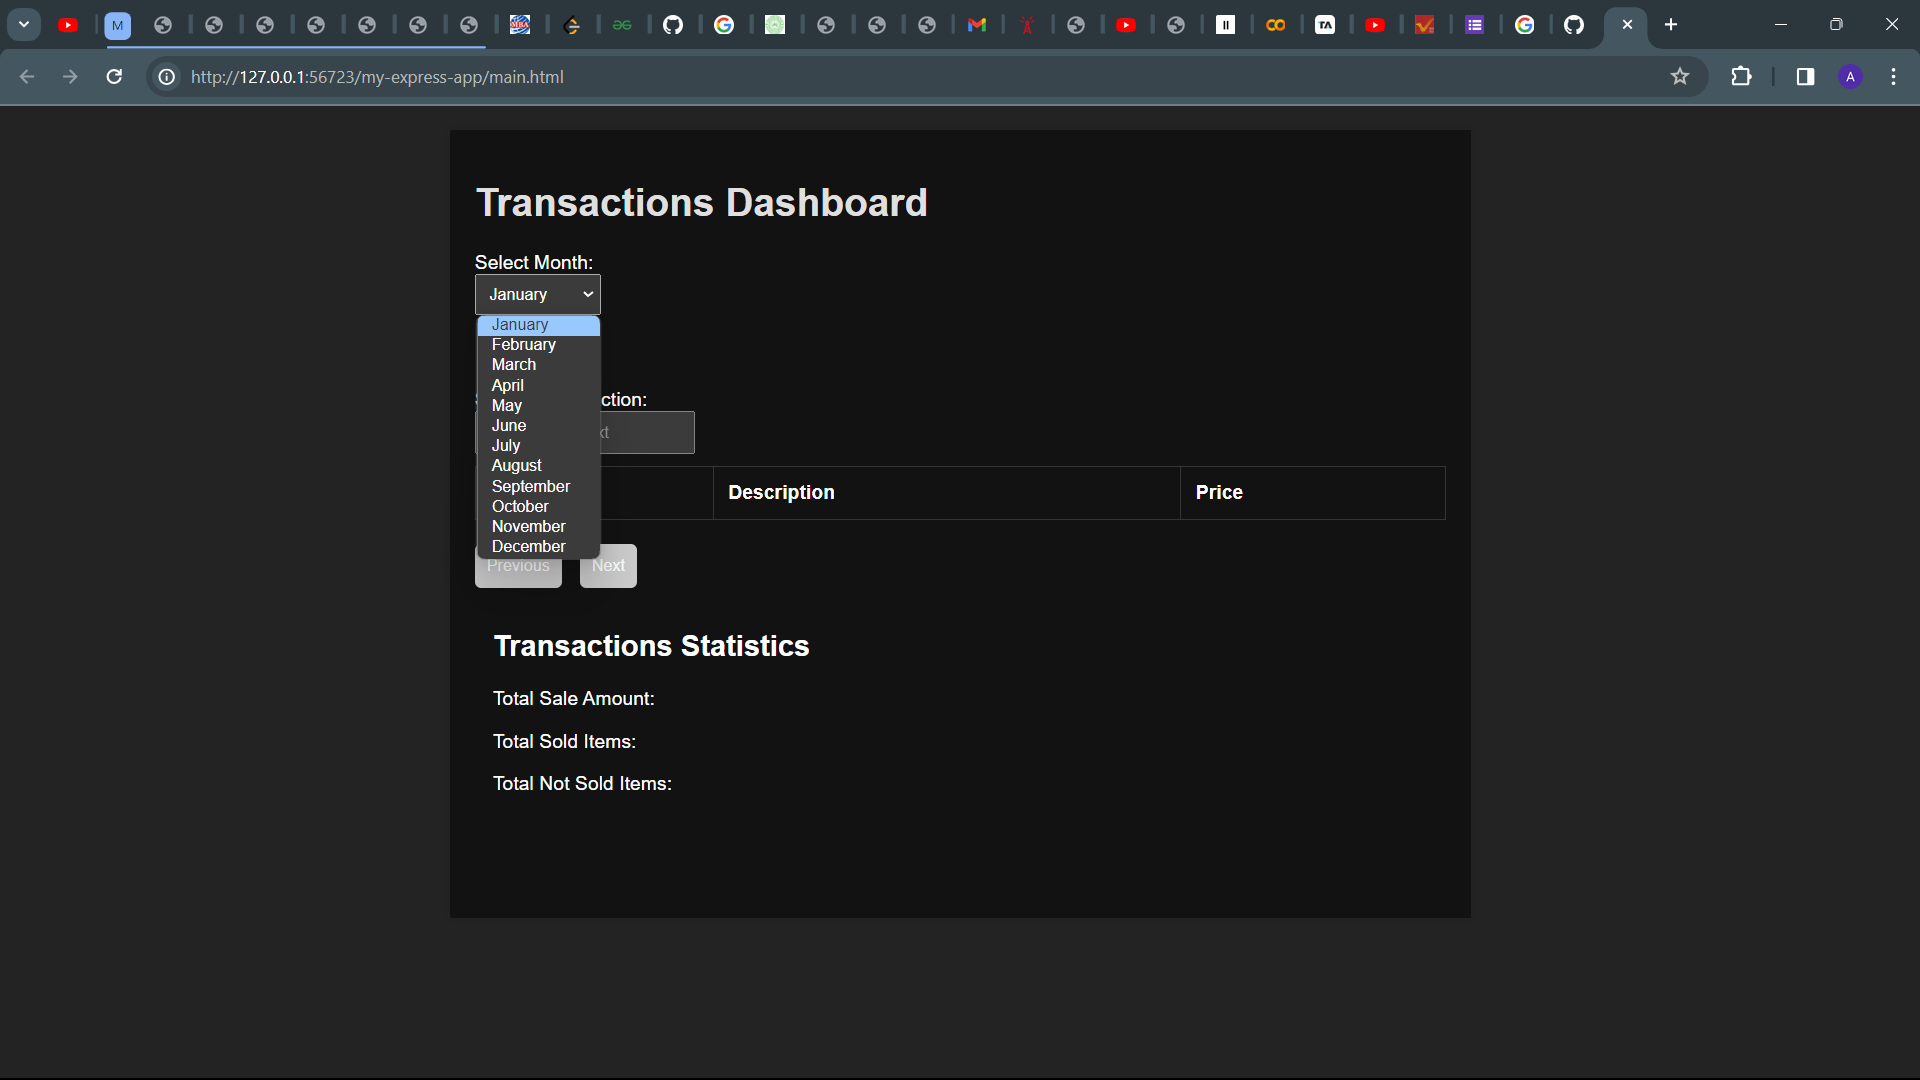 M
MBA
TA
http://127.0.0.1:56723/my-express-app/main.html
A
Transactions Dashboard
Select Month:
January
January
February
March
April
May
June
July
August
September
October
November
December
Description
Price
Previous
Next
Transactions Statistics
Total Sale Amount:
Total Sold Items:
Total Not Sold Items: